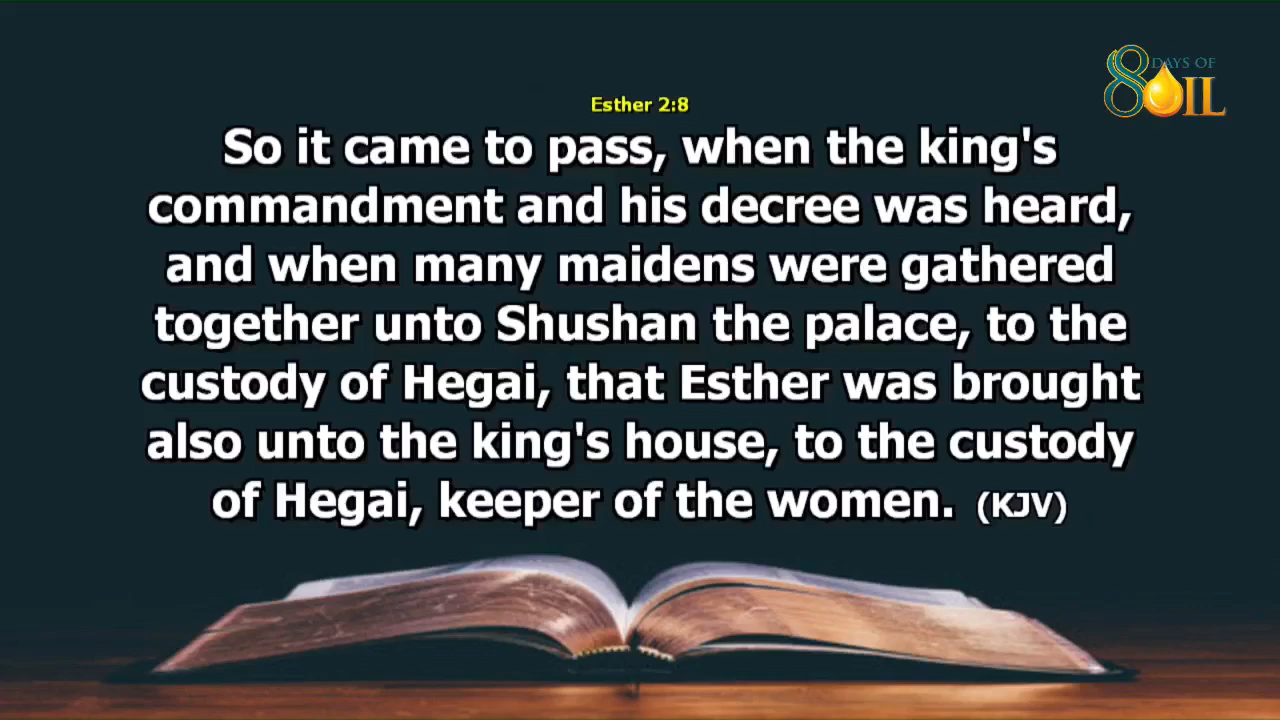 8 DAYS OF
OIL
Esther 2:8
So it came to pass, when the king's
commandment and his decree was heard,
and when many maidens were gathered
together unto Shushan the palace, to the
custody of Hegai, that Esther was brought
also unto the king's house, to the custody
of Hegai, keeper of the women. (KJV)